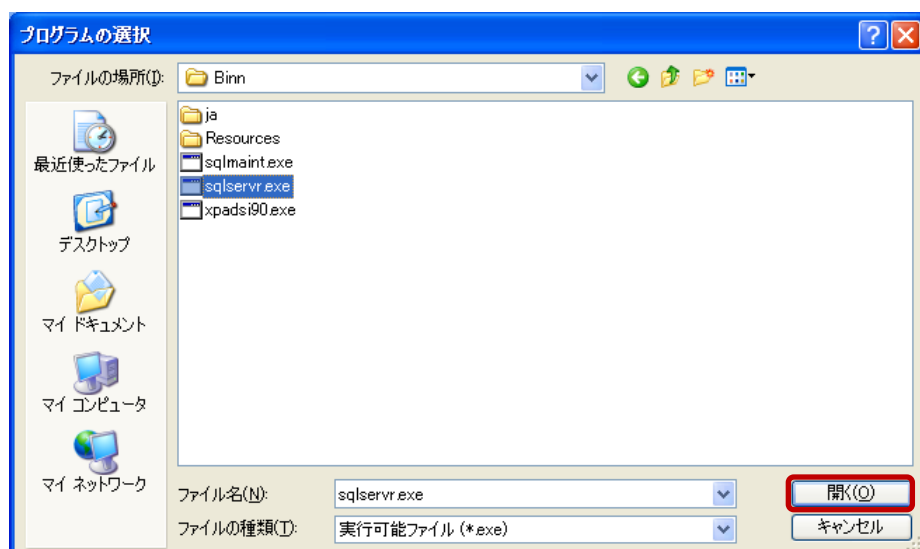 プログラムの選択
ファイルの場所(I):
Binn
最近使ったファイル
デスクトップ
マイ ドキュメント
マイ コンピュータ
マイ ネットワーク
ja
Resources
sqlmaint.exe
sqlservr.exe
xpadsi90.exe
ファイル名(N):
sqlservr.exe
開く(O)
ファイルの種類(T):
実行可能ファイル (*.exe)
キャンセル